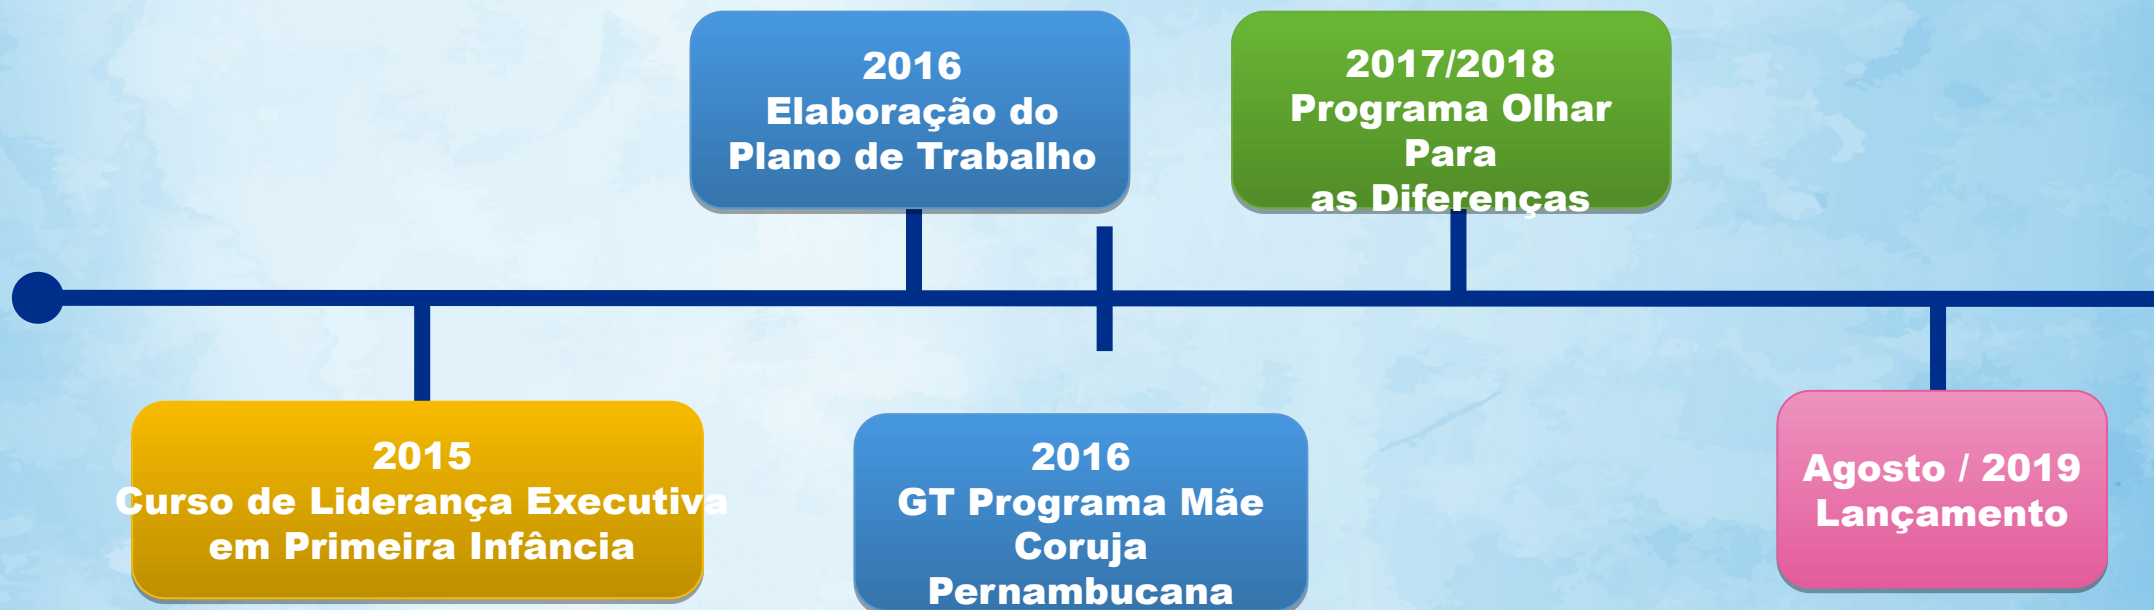 2016
Elaboração do
Plano de Trabalho
2017/2018
Programa Olhar
Para
as Diferenças
2015
Curso de Liderança Executiva
em Primeira Infância
2016
GT Programa Mãe
Coruja
Pernambucana
Agosto / 2019
Lançamento